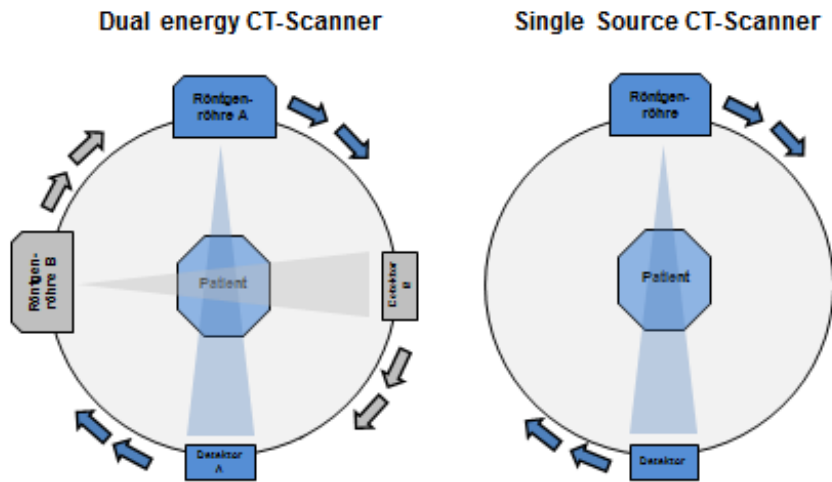 Dual energy CT-Scanner
Single Source CT-Scanner
Röntgen-
röhre A
Röntgen-
röhre
Röntgen-
röhre B
Patient
Detektor
B
Patient
Detektor
A
Detektor